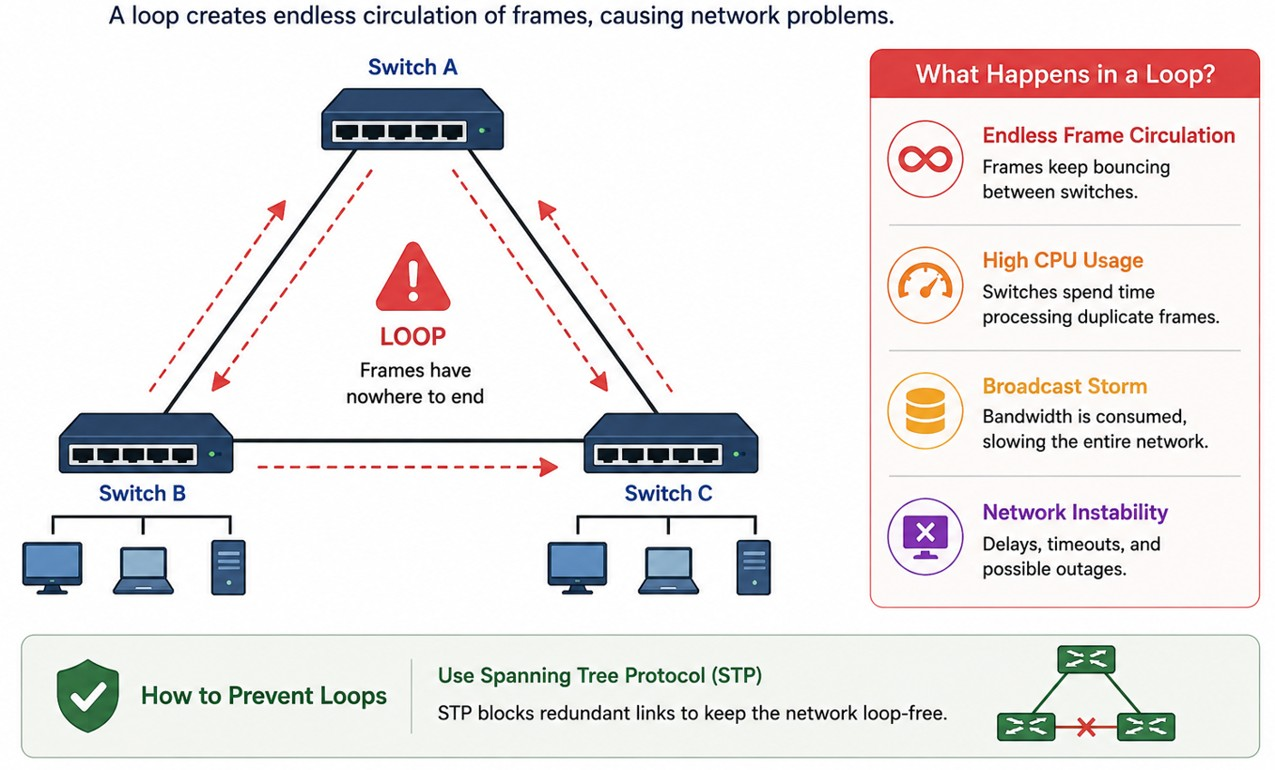 A loop creates endless circulation of frames, causing network problems.
Switch A
LOOP
Frames have
nowhere to end
Switch B
Switch C
What Happens in a Loop?
Endless Frame Circulation
Frames keep bouncing
between switches.
High CPU Usage
Switches spend time
processing duplicate frames.
Broadcast Storm
Bandwidth is consumed,
slowing the entire network.
Network Instability
Delays, timeouts, and
possible outages.
How to Prevent Loops
Use Spanning Tree Protocol (STP)
STP blocks redundant links to keep the network loop-free.